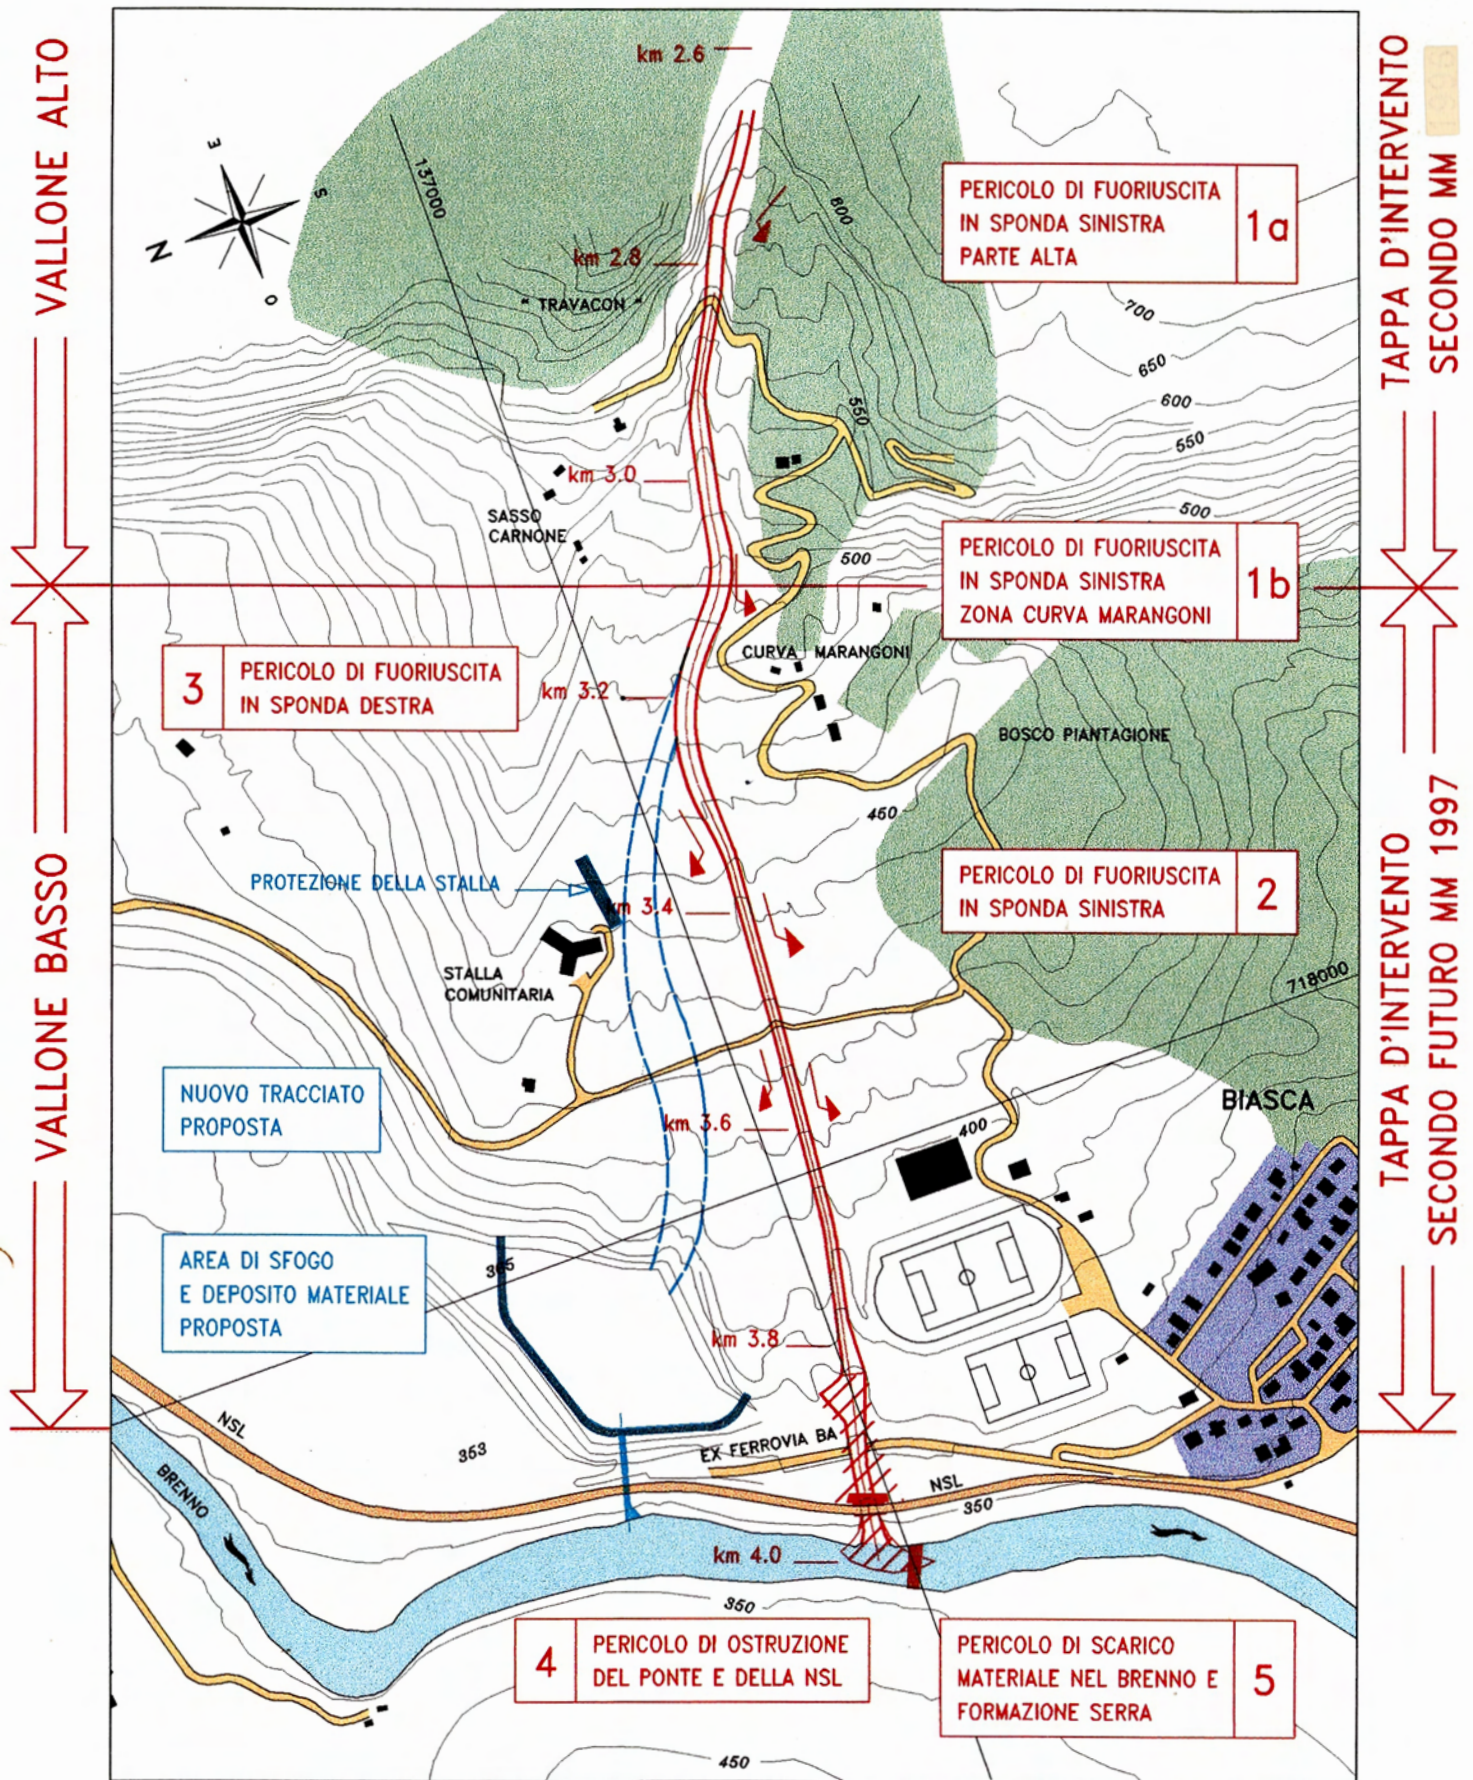 VALLONE ALTO
VALLONE BASSO
km 2.6
E
S
N
O
137000
800
PERICOLO DI FUORIUSCITA
IN SPONDA SINISTRA
PARTE ALTA
1a
TAPPA D'INTERVENTO
SECONDO MM 1995
km 2.8
" TRAVACON "
700
650
600
550
550
km 3.0
SASSO
CARNONE
500
500
PERICOLO DI FUORIUSCITA
IN SPONDA SINISTRA
ZONA CURVA MARANGONI
1b
CURVA MARANGONI
3
PERICOLO DI FUORIUSCITA
IN SPONDA DESTRA
km 3.2
BOSCO PIANTAGIONE
450
PROTEZIONE DELLA STALLA
km 3.4
PERICOLO DI FUORIUSCITA
IN SPONDA SINISTRA
2
TAPPA D'INTERVENTO
SECONDO FUTURO MM 1997
STALLA
COMUNITARIA
718000
NUOVO TRACCIATO
PROPOSTA
BIASCA
km 3.6
400
AREA DI SFOGO
E DEPOSITO MATERIALE
PROPOSTA
365
km 3.8
NSL
353
EX FERROVIA BA
NSL
350
BRENNO
km 4.0
350
4
PERICOLO DI OSTRUZIONE
DEL PONTE E DELLA NSL
PERICOLO DI SCARICO
MATERIALE NEL BRENNO E
FORMAZIONE SERRA
5
450